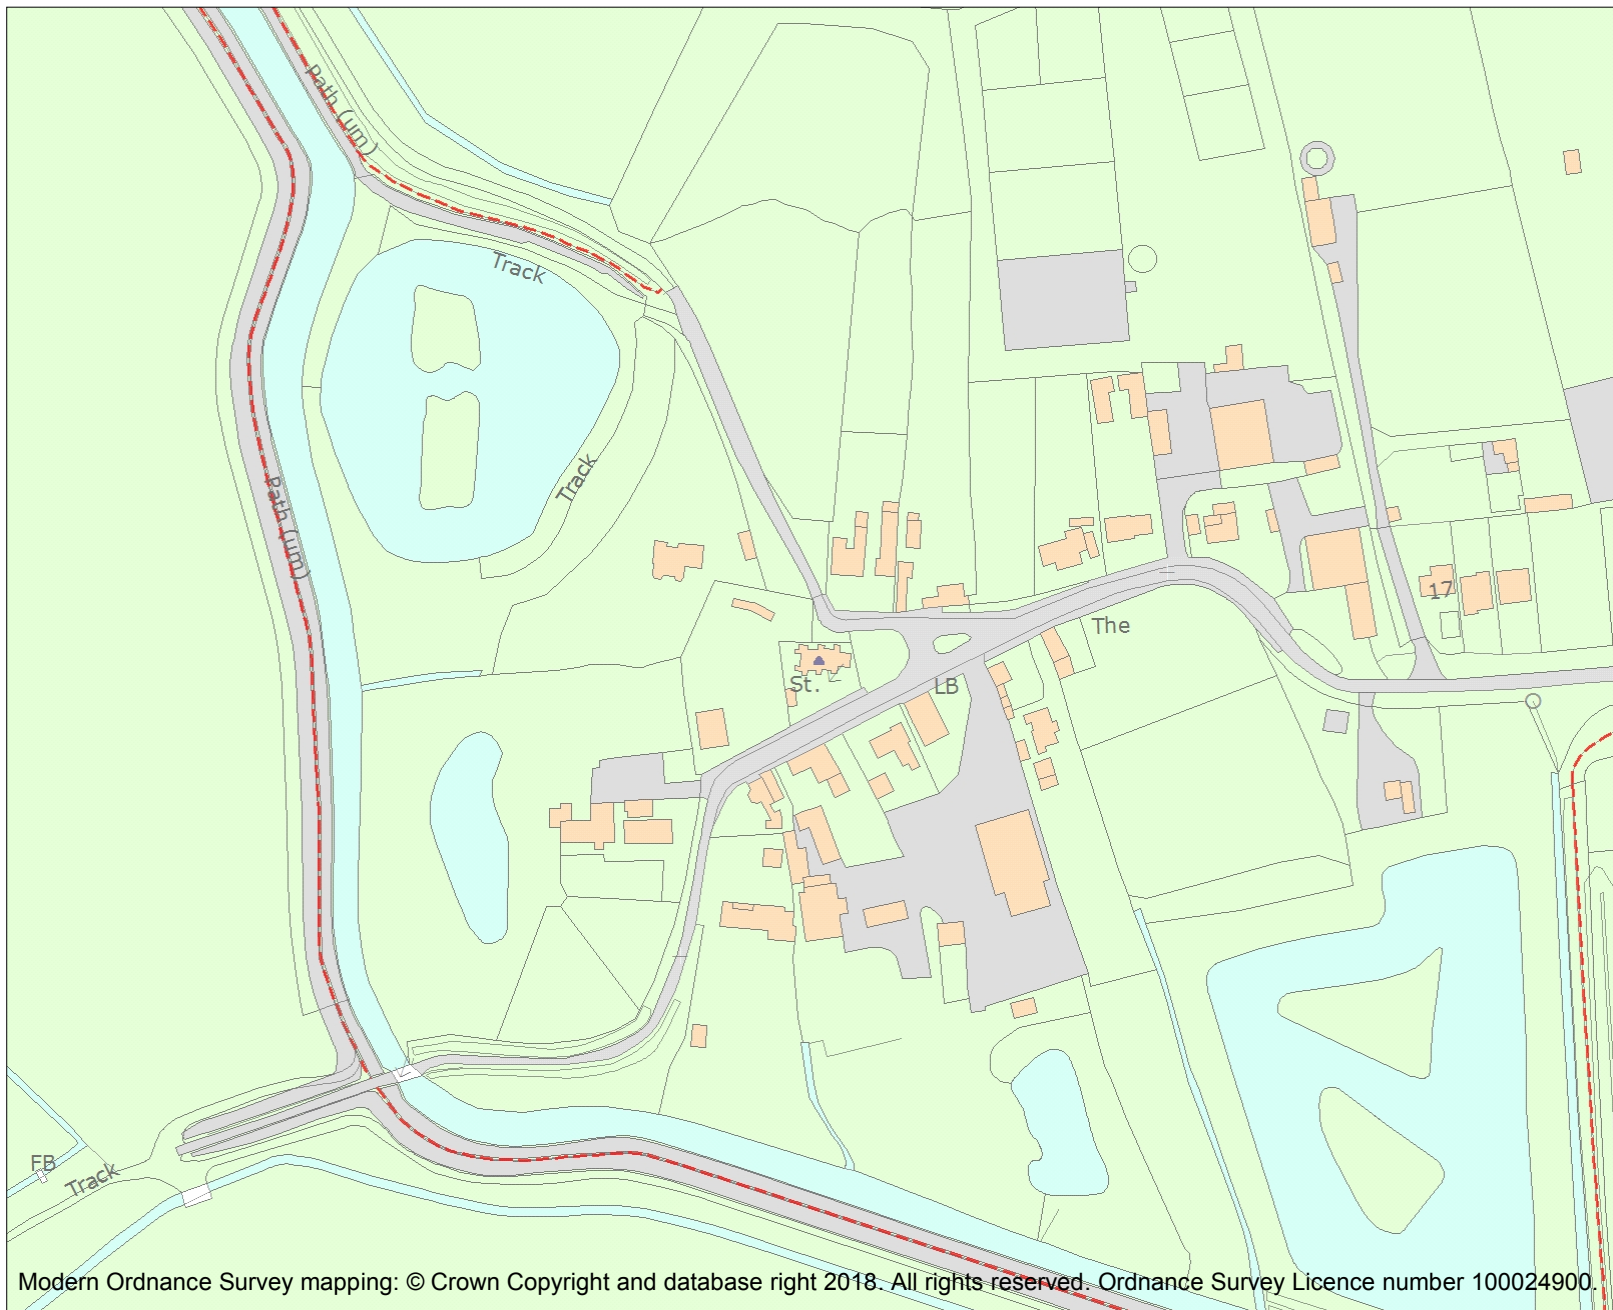 Path (um)
Track
Track
Path (um)
17
The
St.
LB
FB
Track
Modern Ordnance Survey mapping: © Crown Copyright and database right 2018. All rights reserved. Ordnance Survey Licence number 100024900.